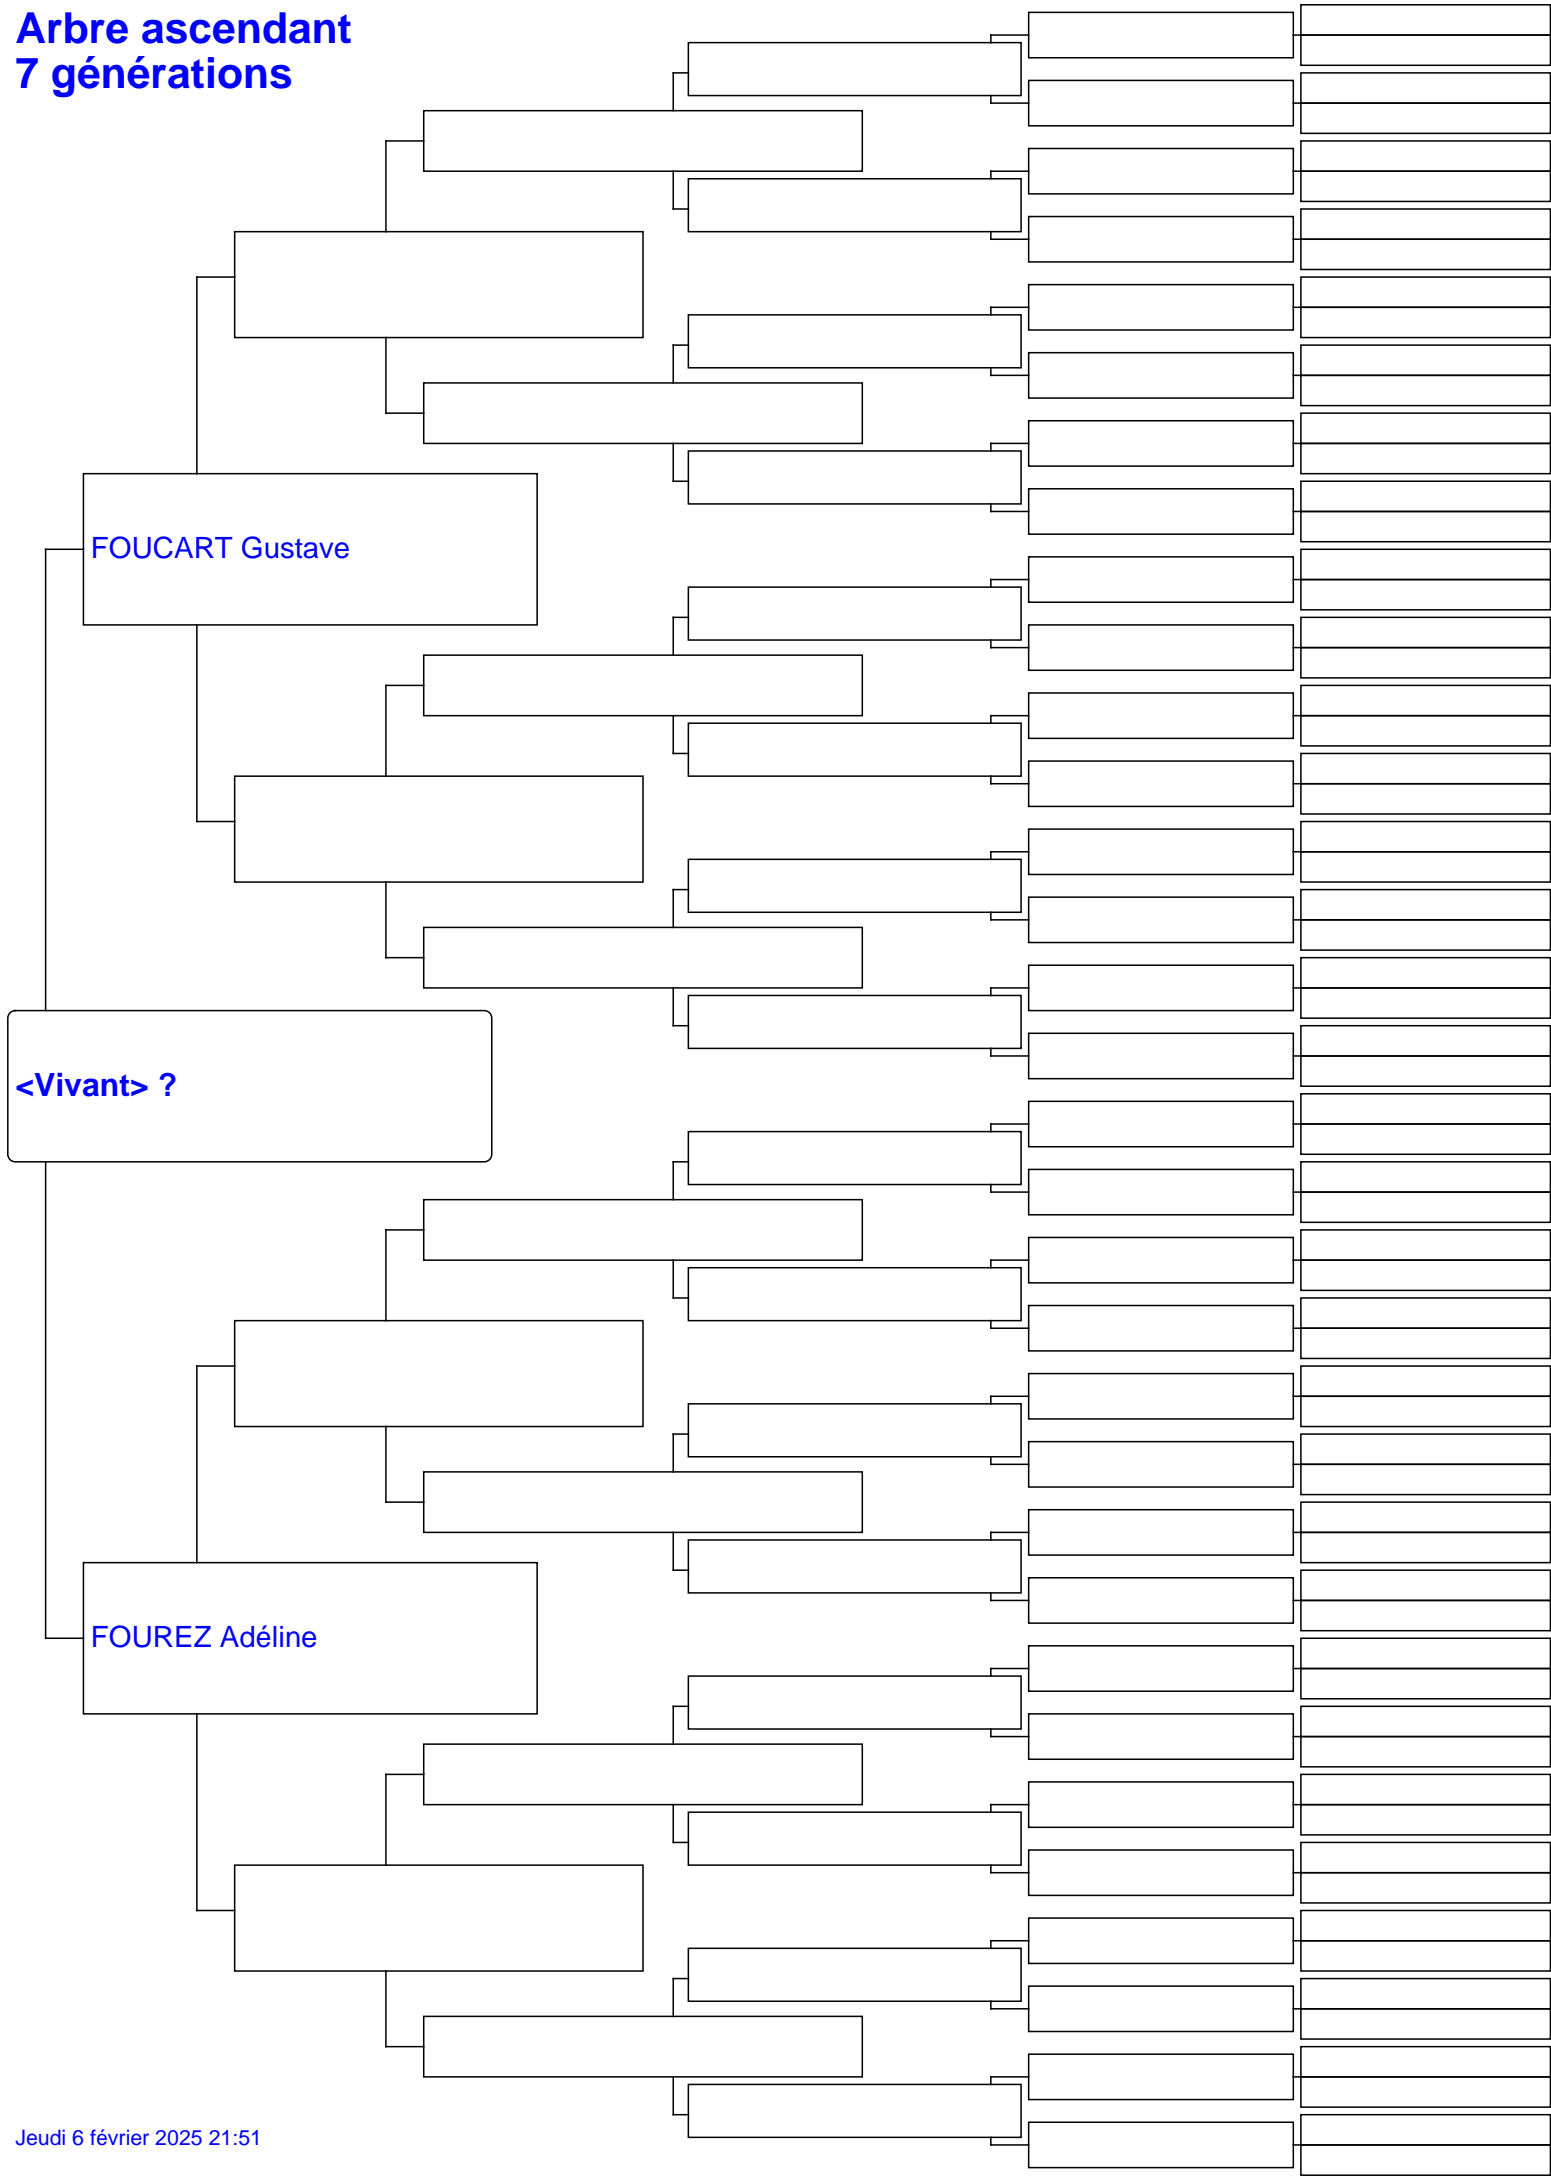 Arbre ascendant
7 générations
FOUCART Gustave
<Vivant> ?
FOUREZ Adéline
Jeudi 6 février 2025 21:51